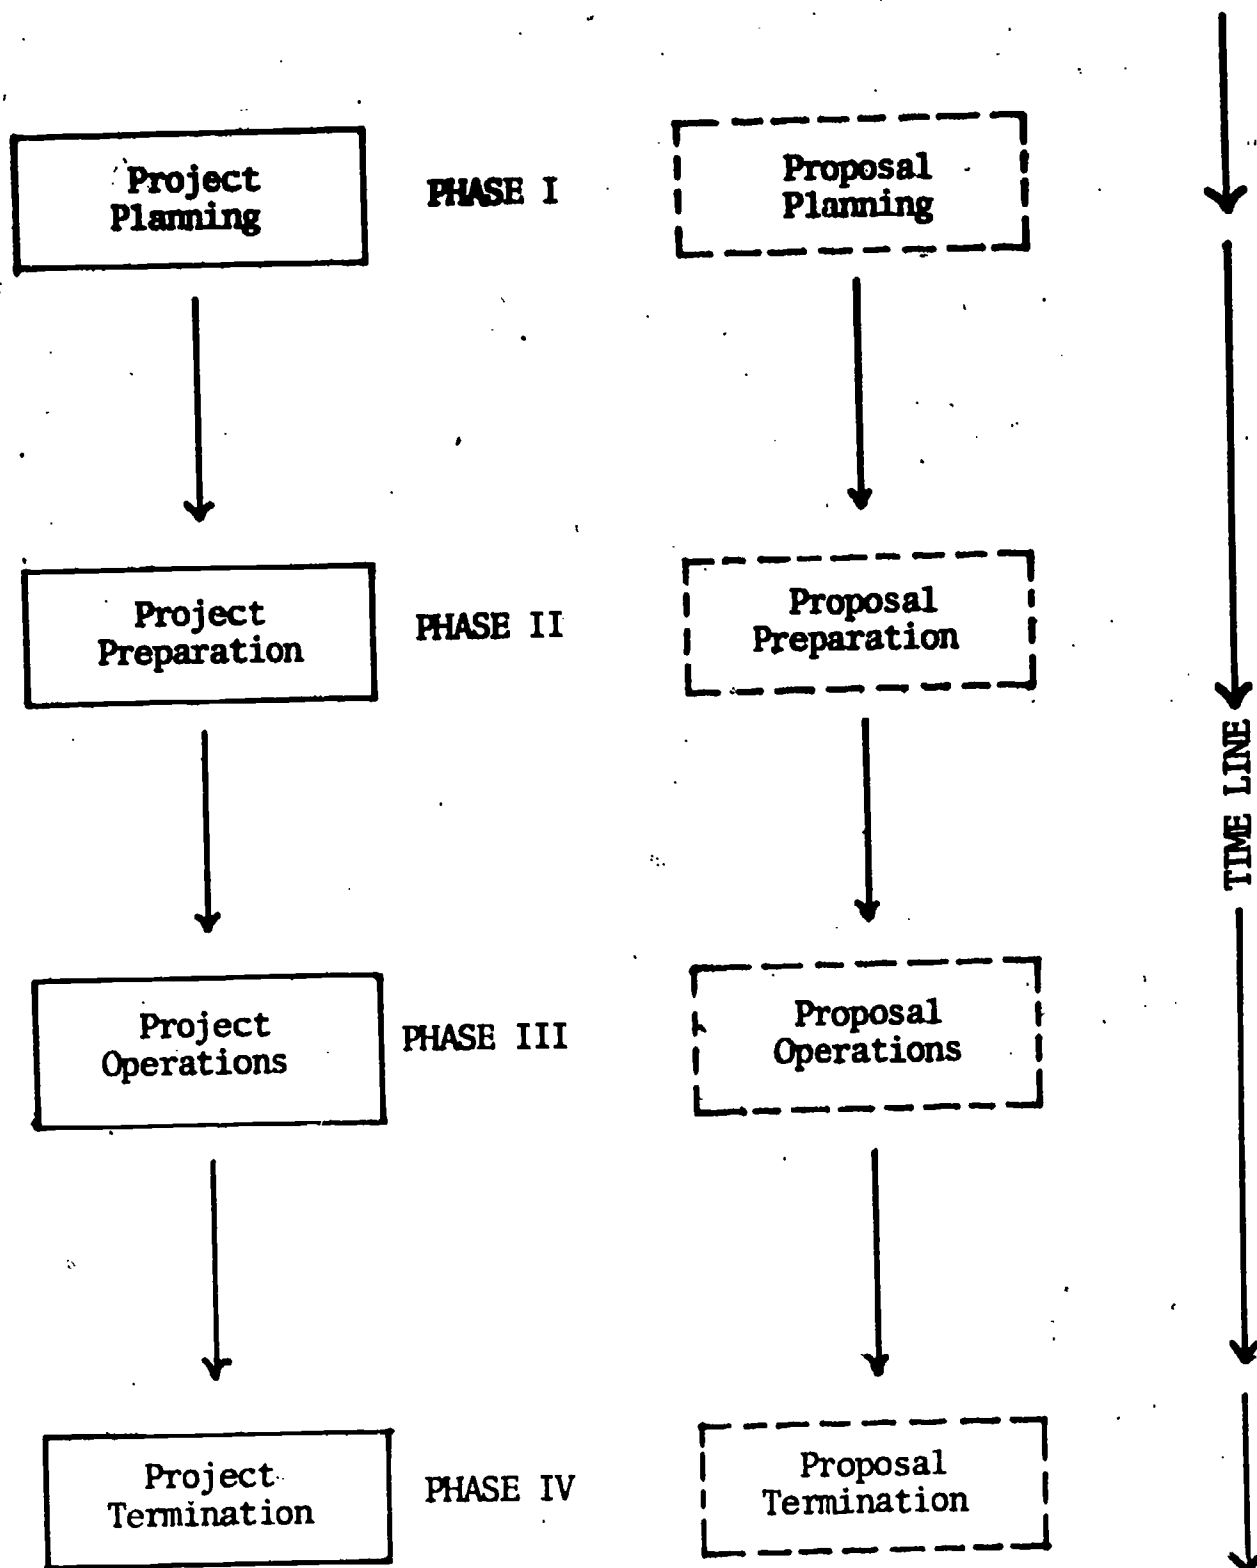 Project
Planning
PHASE I
Proposal
Planning
Project
Preparation
PHASE II
Proposal
Preparation
TIME LINE
Project
Operations
PHASE III
Proposal
Operations
Project
Termination
PHASE IV
Proposal
Termination